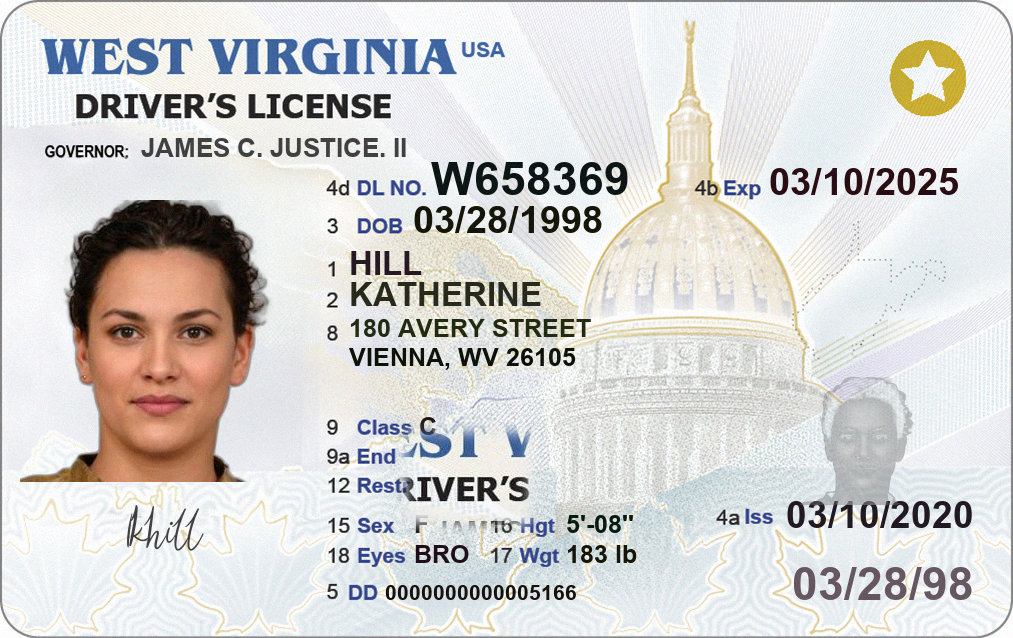 WEST VIRGINIA USA
DRIVER'S LICENSE
GOVERNOR: JAMES C. JUSTICE. II
4d DL NO. W658369 4b Exp 03/10/2025
3 DOB 03/28/1998
1 HILL
2 KATHERINE
8 180 AVERY STREET
VIENNA, WV 26105
9 Class C
ST V
9a End
12 Rest
RIVER'S
15 Sex F 16 Hgt 5'-08" 4a Iss 03/10/2020
18 Eyes BRO 17 Wgt 183 lb
5 DD 0000000000005166 03/28/98
khill